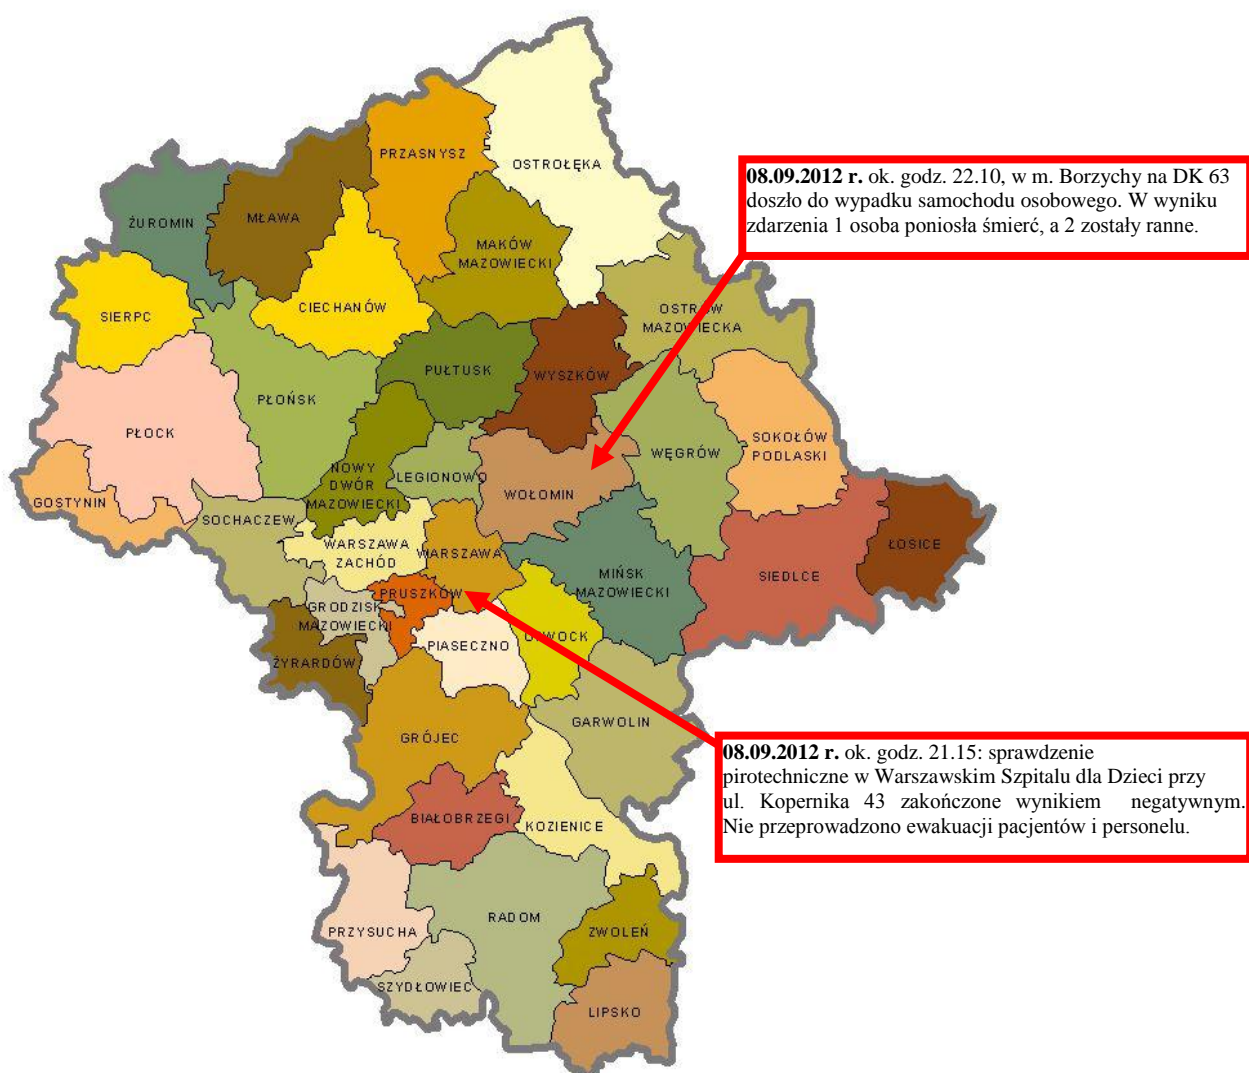 PRZASNYSZ
OSTROŁĘKA
ŻUROMIN
MŁAWA
MAKÓW
MAZOWIECKI
08.09.2012 r. ok. godz. 22.10, w m. Borzychy na DK 63
doszło do wypadku samochodu osobowego. W wyniku
zdarzenia 1 osoba poniosła śmierć, a 2 zostały ranne.
SIERPC
CIECHANÓW
OSTRÓW
MAZOWIECKA
PUŁTUSK
WYSZKÓW
PŁOŃSK
PŁOCK
SOKOŁÓW
PODLASKI
WĘGRÓW
NOWY
DWÓR
MAZOWIECKI
LEGIONOWO
WOŁOMIN
GOSTYNIN
SOCHACZEW
WARSZAWA
ZACHÓD
WARSZAWA
MIŃSK
MAZOWIECKI
SIEDLCE
ŁOSICE
PRUSZKÓW
GRODZISK
MAZOWIECKI
PIASECZNO
OTWOCK
ŻYRARDÓW
GARWOLIN
GRÓJEC
08.09.2012 r. ok. godz. 21.15: sprawdzenie
pirotechniczne w Warszawskim Szpitalu dla Dzieci przy
ul. Kopernika 43 zakończone wynikiem negatywnym.
Nie przeprowadzono ewakuacji pacjentów i personelu.
BIAŁOBRZEGI
KOZIENICE
RADOM
PRZYSUCHA
ZWOLEŃ
SZYDŁOWIEC
LIPSKO